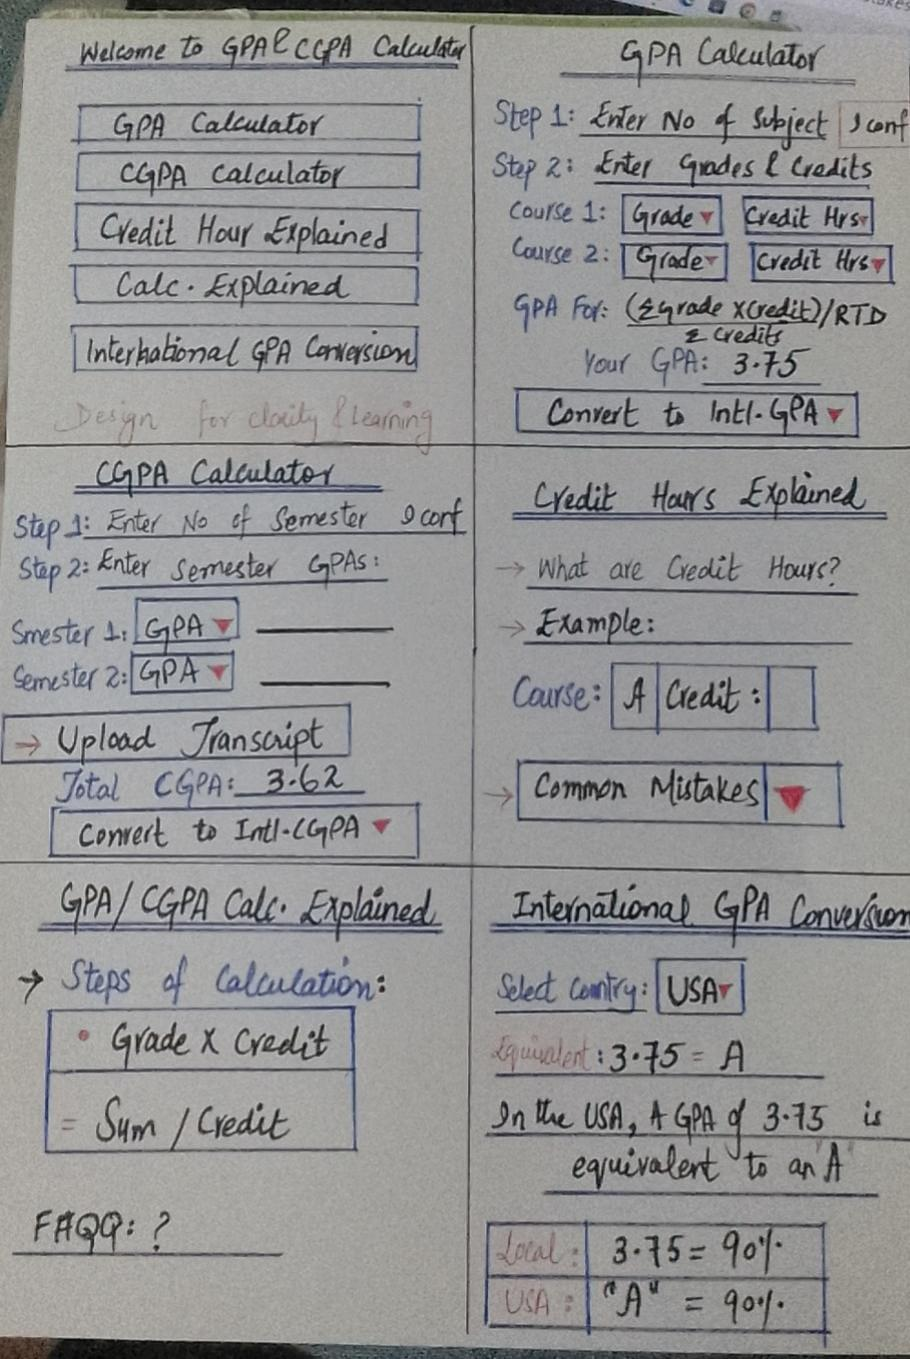 Welcome to GPA & CGPA Calculator
GPA Calculator
CGPA Calculator
Credit Hour Explained
Calc. Explained
International GPA Conversion
Design for clarity & learning
GPA Calculator
Step 1: Enter No of Subject
Step 2: Enter Grades & Credits
Course 1: Grade Credit Hrs
Course 2: Grade Credit Hrs
GPA For: (Σgrade x credit)/RTD
Σ Credits
Your GPA: 3.75
Convert to Intl. GPA
CGPA Calculator
Step 1: Enter No of Semester
Step 2: Enter Semester GPAs:
Smester 1: GPA
Semester 2: GPA
→ Upload Transcript
Total CGPA: 3.62
Convert to Intl-CGPA
Credit Hours Explained
→ What are Credit Hours?
→ Example:
Course: A Credit:
→ Common Mistakes
GPA/CGPA Calc. Explained
→ Steps of Calculation:
• Grade X Credit
= Sum / Credit
FAQQ: ?
International GPA Conversion
Select Country: USA
Equivalent: 3.75 = A
In the USA, A GPA of 3.75 is
equivalent to an "A"
Local: 3.75 = 90%
USA: "A" = 90%